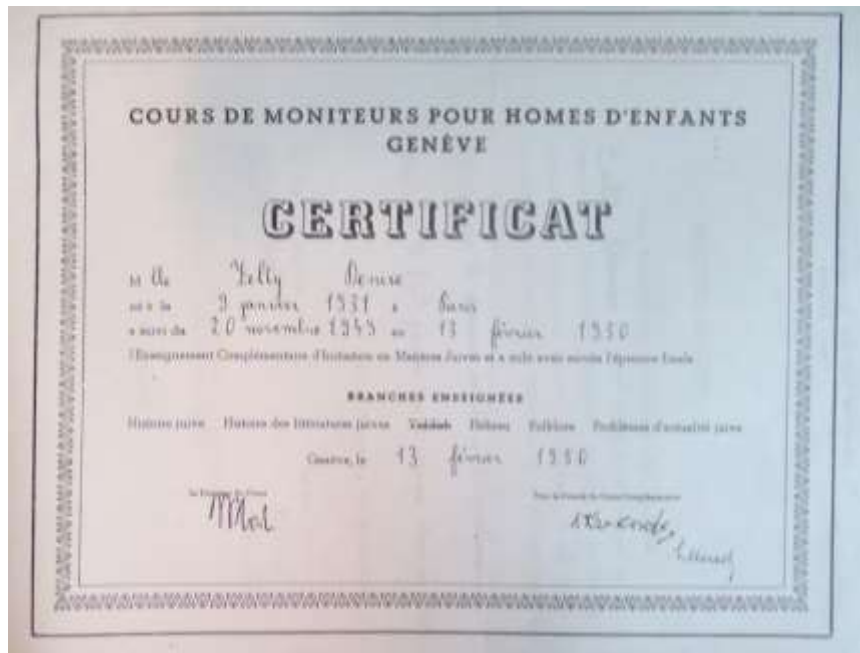 COURS DE MONITEURS POUR HOMES D'ENFANTS
GENÈVE
CERTIFICAT
M lle Denise
né e le 9 janvier 1931 à Paris
a suivi du 20 novembre 1949 au 13 février 1950
l'Enseignement Complémentaire d'Initiation en Matières Juives et a subi avec succès l'épreuve finale
BRANCHES ENSEIGNÉES
Histoire juive Histoire des littératures juives Yiddish Hébreu Folklore Problèmes d'actualité juive
Genève, le 13 février 1950